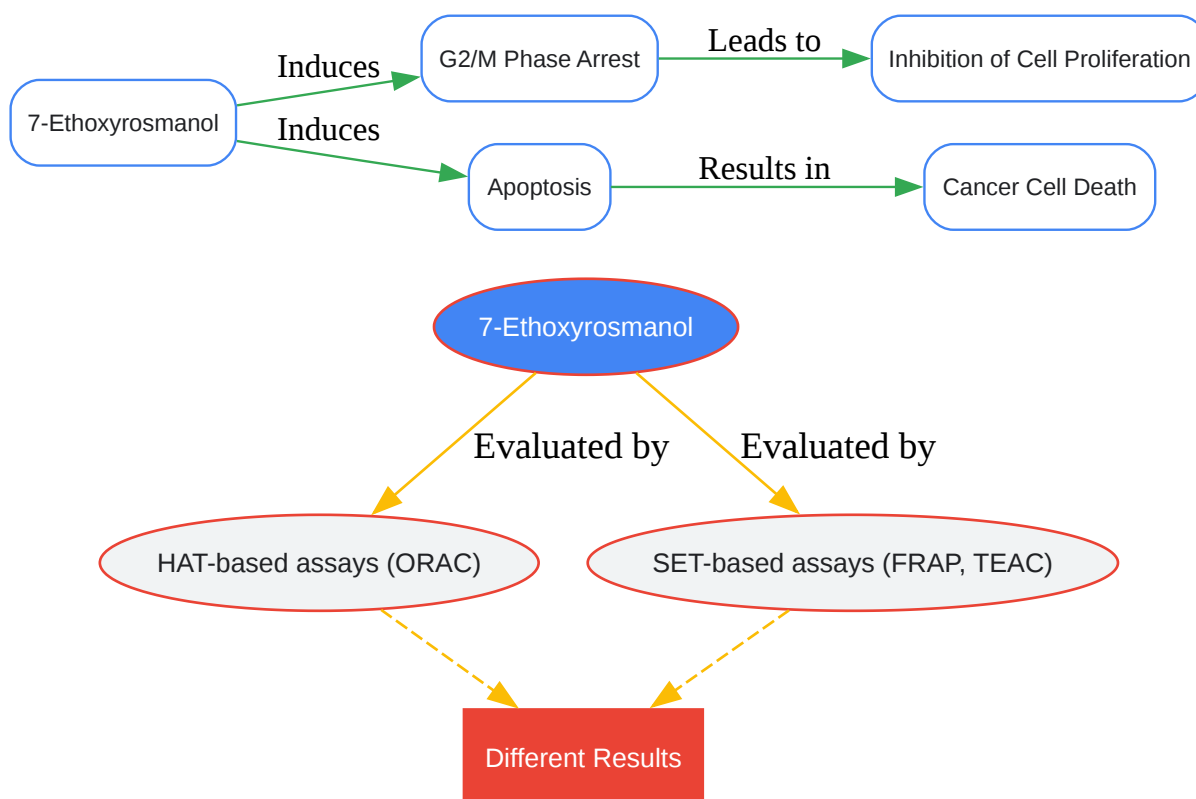 Induces
G2/M Phase Arrest
Leads to
Inhibition of Cell Proliferation
7-Ethoxyrosmanol
Induces
Apoptosis
Results in
Cancer Cell Death
7-Ethoxyrosmanol
Evaluated by
Evaluated by
HAT-based assays (ORAC)
SET-based assays (FRAP, TEAC)
Different Results